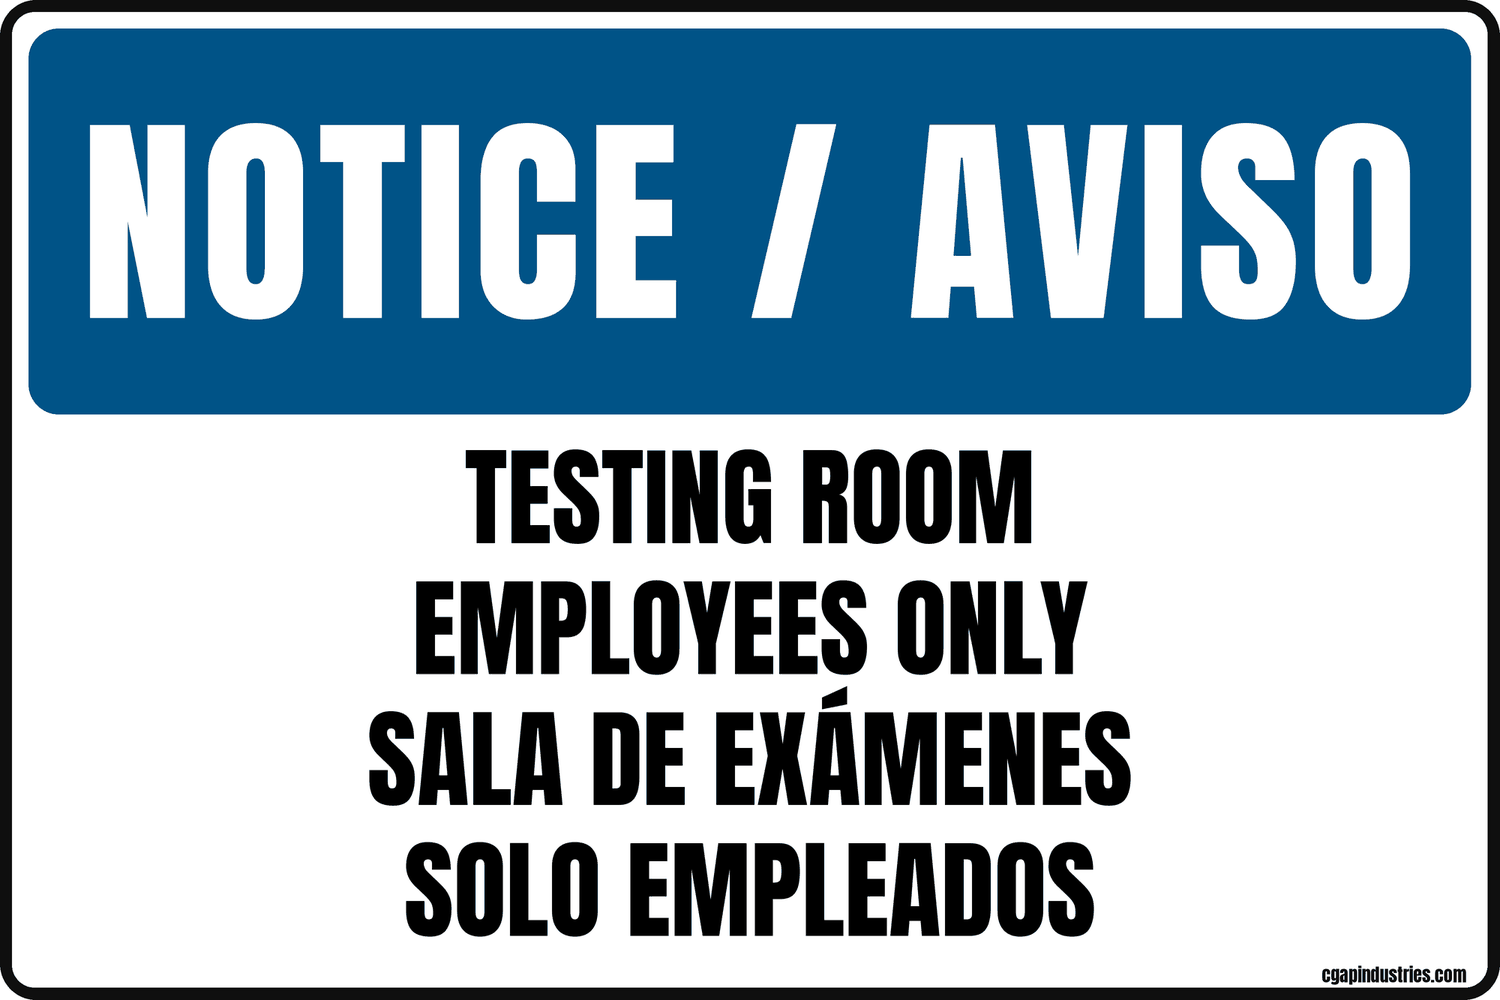 NOTICE / AVISO
TESTING ROOM
EMPLOYEES ONLY
SALA DE EXÁMENES
SOLO EMPLEADOS
cgapindustries.com